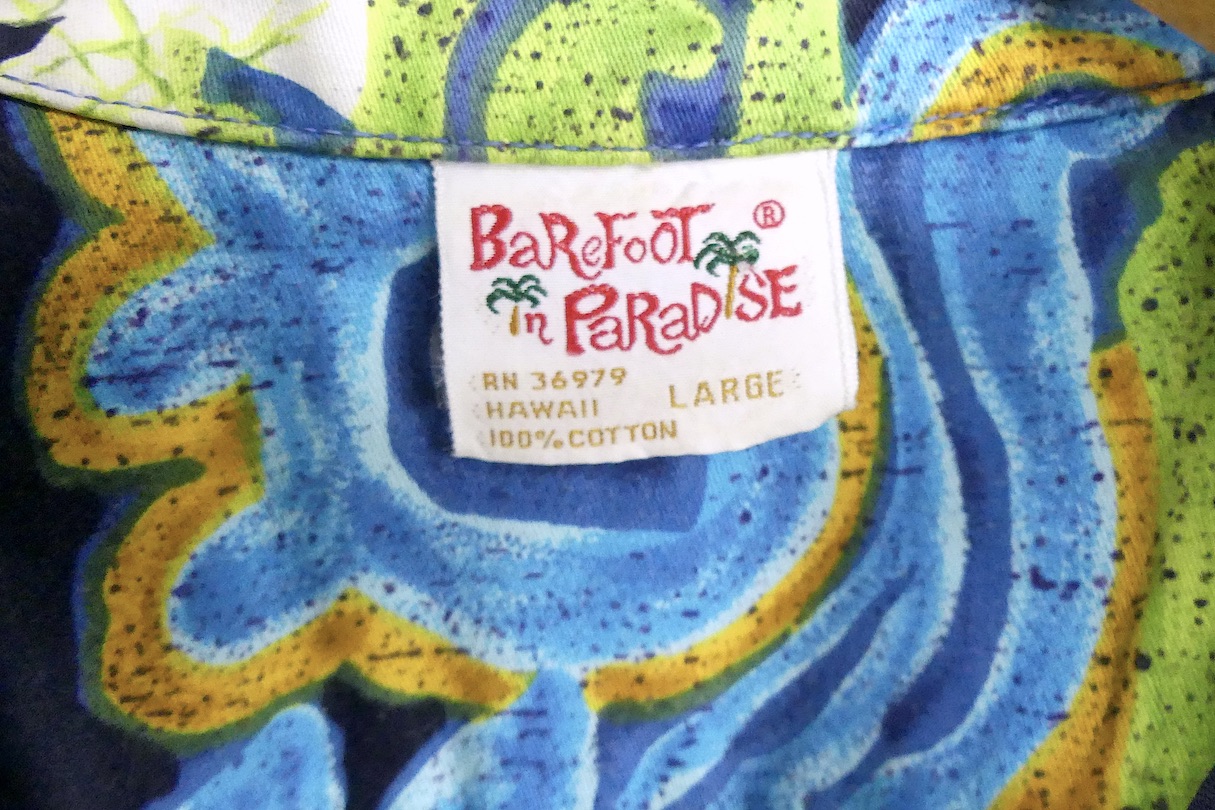 BaReFooT ®
in PaRaDiSE
RN 36979
HAWAII LARGE
100% COTTON